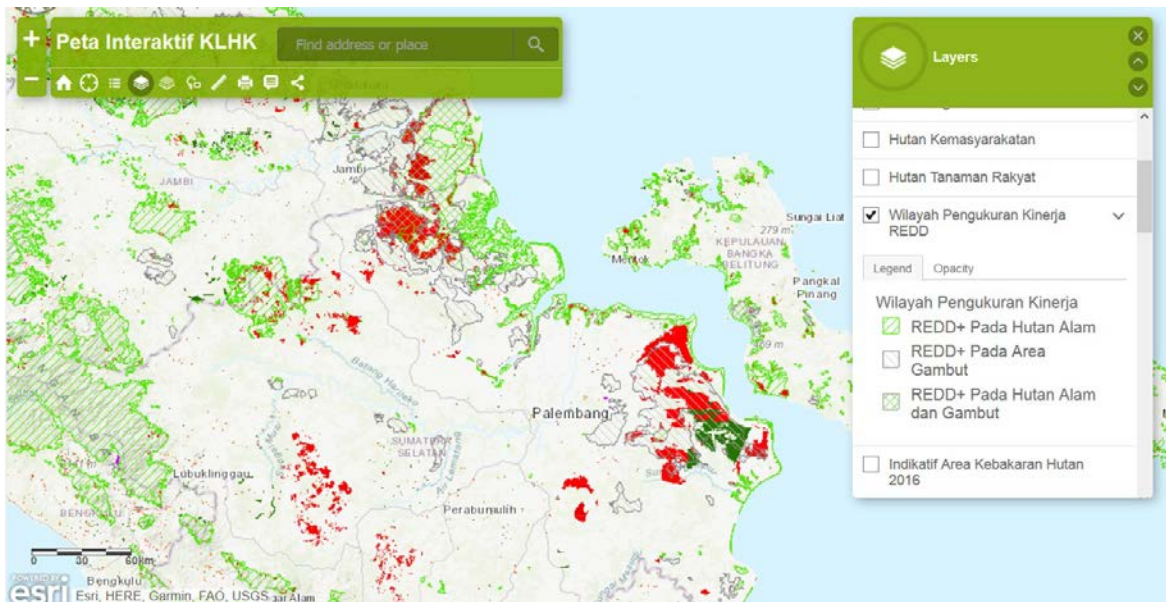 Peta Interaktif KLHK
Find address or place
Layers
Hutan Kemasyarakatan
Hutan Tanaman Rakyat
Wilayah Pengukuran Kinerja
REDD
Legend Opacity
Wilayah Pengukuran Kinerja
REDD+ Pada Hutan Alam
REDD+ Pada Area
Gambut
REDD+ Pada Hutan Alam
dan Gambut
Indikatif Area Kebakaran Hutan
2016
Jambi
JAMBI
Sungai Liat
279 m
KEPULAUAN
BANGKA
BELITUNG
Mentok
Pangkal
Pinang
Palembang
SUMATERA
SELATAN
Lubuklinggau
Perabumulih
BENGKULU
0 30 60km
Bengkulu
POWERED BY
esri
Esri, HERE, Garmin, FAO, USGS